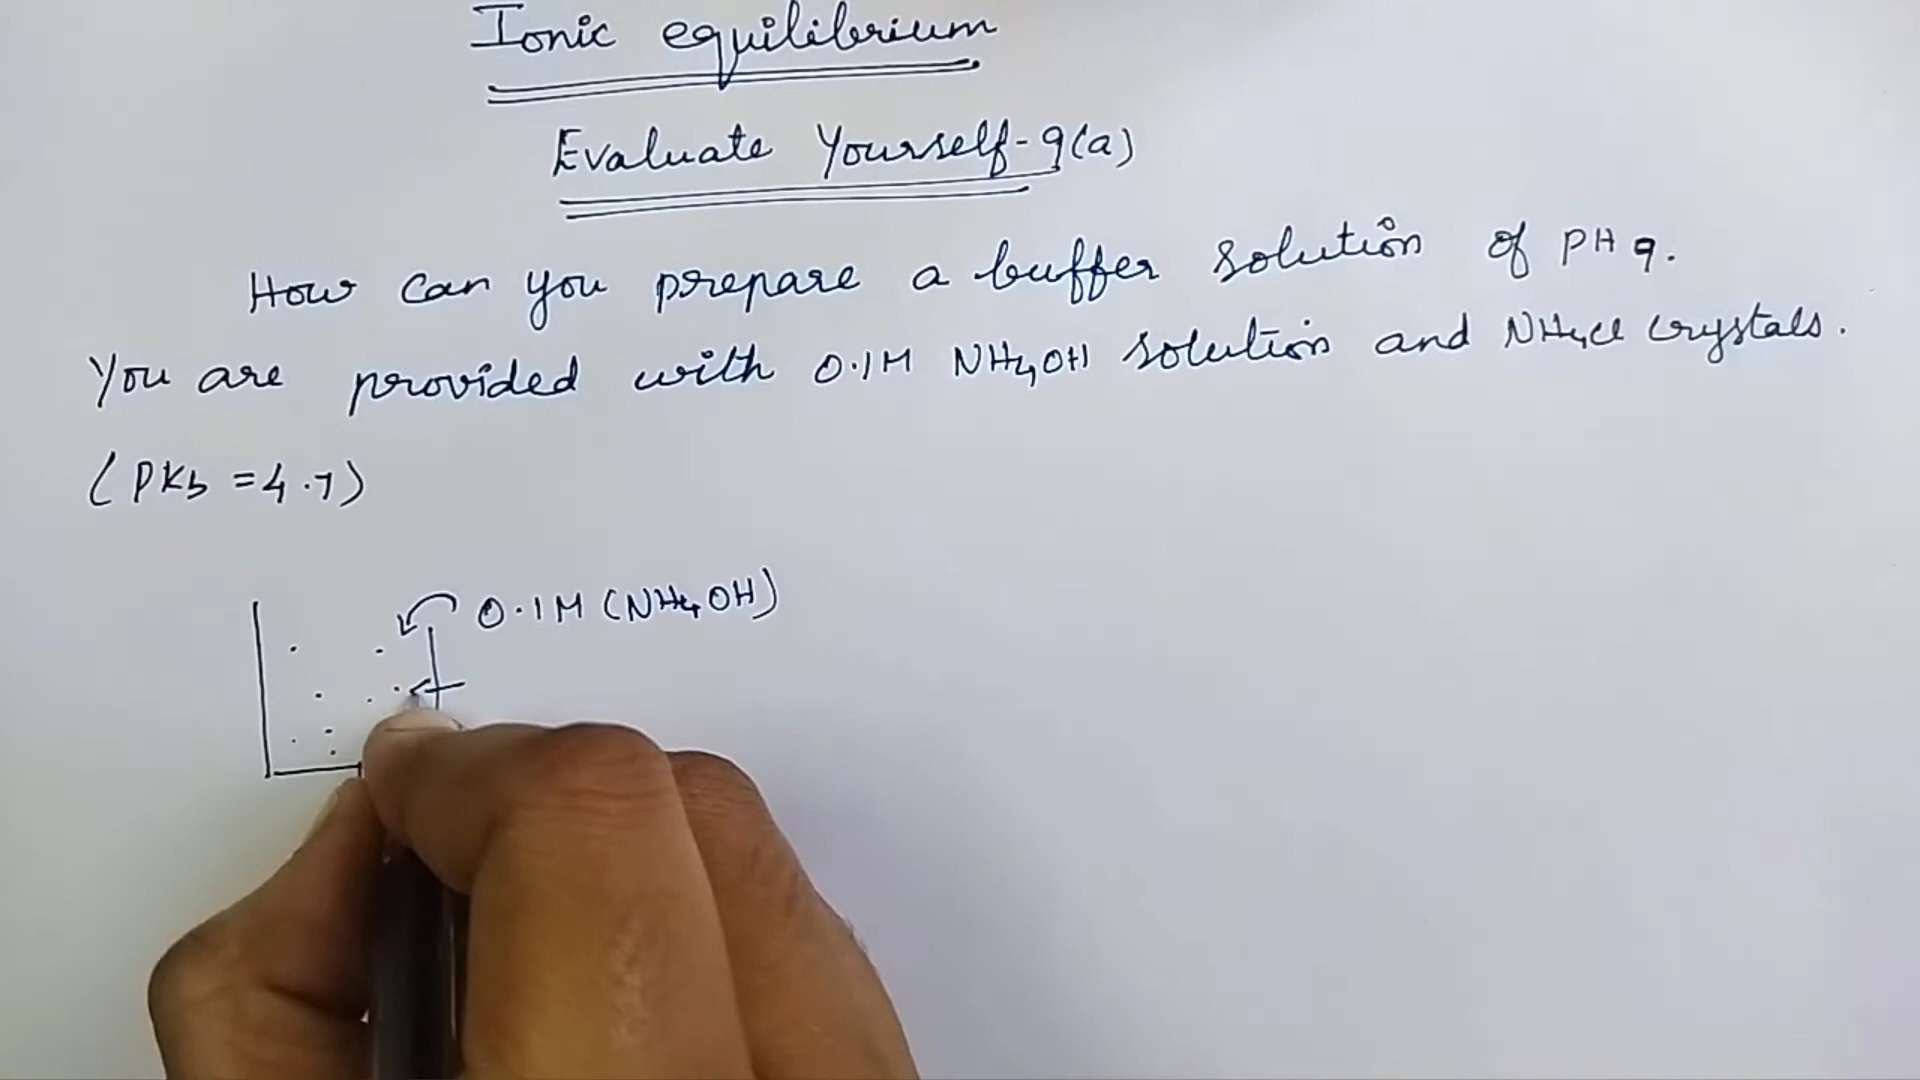 Ionic equilibrium
Evaluate Yourself-9(a)
How can you prepare a buffer solution of PH 9.
You are provided with 0.1M NH4OH solution and NH4Cl Crystals.
(PKb = 4.7)
0.1M (NH4OH)